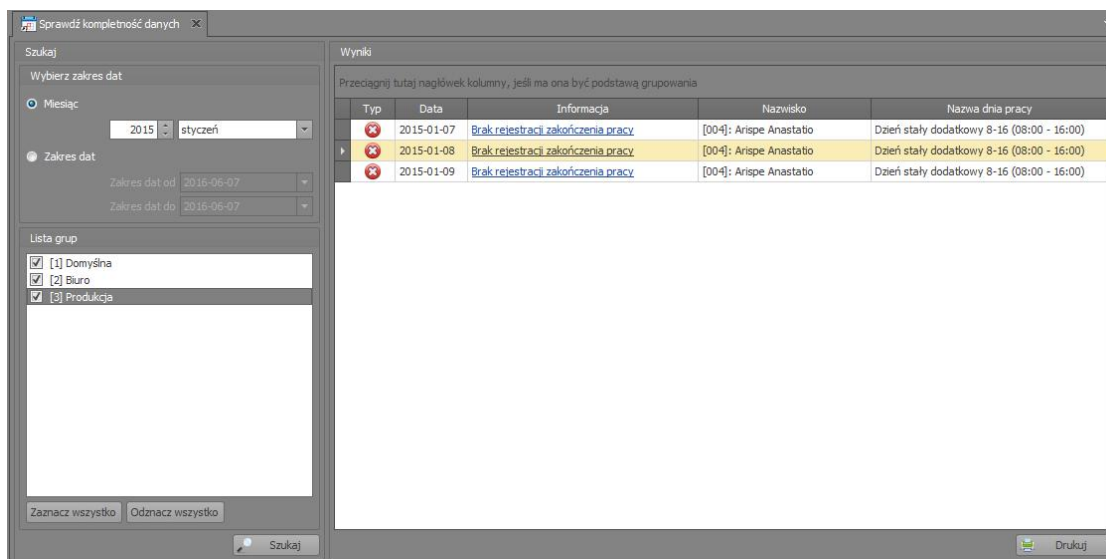 Sprawdź kompletność danych
Szukaj
Wybierz zakres dat
Miesiąc
2015 styczeń
Zakres dat
Zakres dat od 2016-06-07
Zakres dat do 2016-06-07
Lista grup
[1] Domyślna
[2] Biuro
[3] Produkcja
Zaznacz wszystko Odznacz wszystko
Szukaj
Wyniki
Przeciągnij tutaj nagłówek kolumny, jeśli ma ona być podstawą grupowania
Typ Data Informacja Nazwisko Nazwa dnia pracy
2015-01-07 Brak rejestracji zakończenia pracy [004]: Arispe Anastatio Dzień stały dodatkowy 8-16 (08:00 - 16:00)
2015-01-08 Brak rejestracji zakończenia pracy [004]: Arispe Anastatio Dzień stały dodatkowy 8-16 (08:00 - 16:00)
2015-01-09 Brak rejestracji zakończenia pracy [004]: Arispe Anastatio Dzień stały dodatkowy 8-16 (08:00 - 16:00)
Drukuj